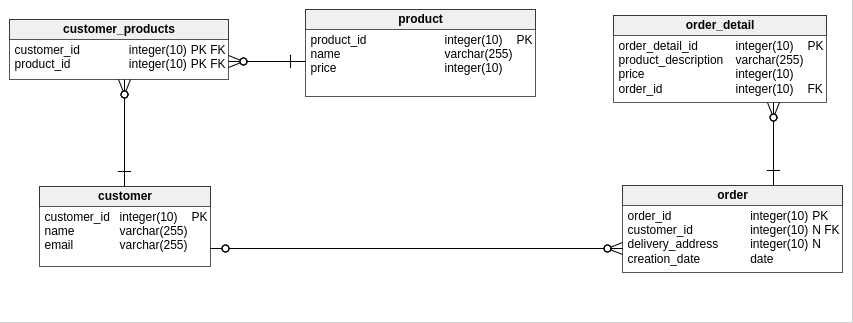 customer_products
customer_id integer(10) PK FK
product_id integer(10) PK FK
product
product_id integer(10) PK
name varchar(255)
price integer(10)
order_detail
order_detail_id integer(10) PK
product_description varchar(255)
price integer(10)
order_id integer(10) FK
customer
customer_id integer(10) PK
name varchar(255)
email varchar(255)
order
order_id integer(10) PK
customer_id integer(10) N FK
delivery_address integer(10) N
creation_date date